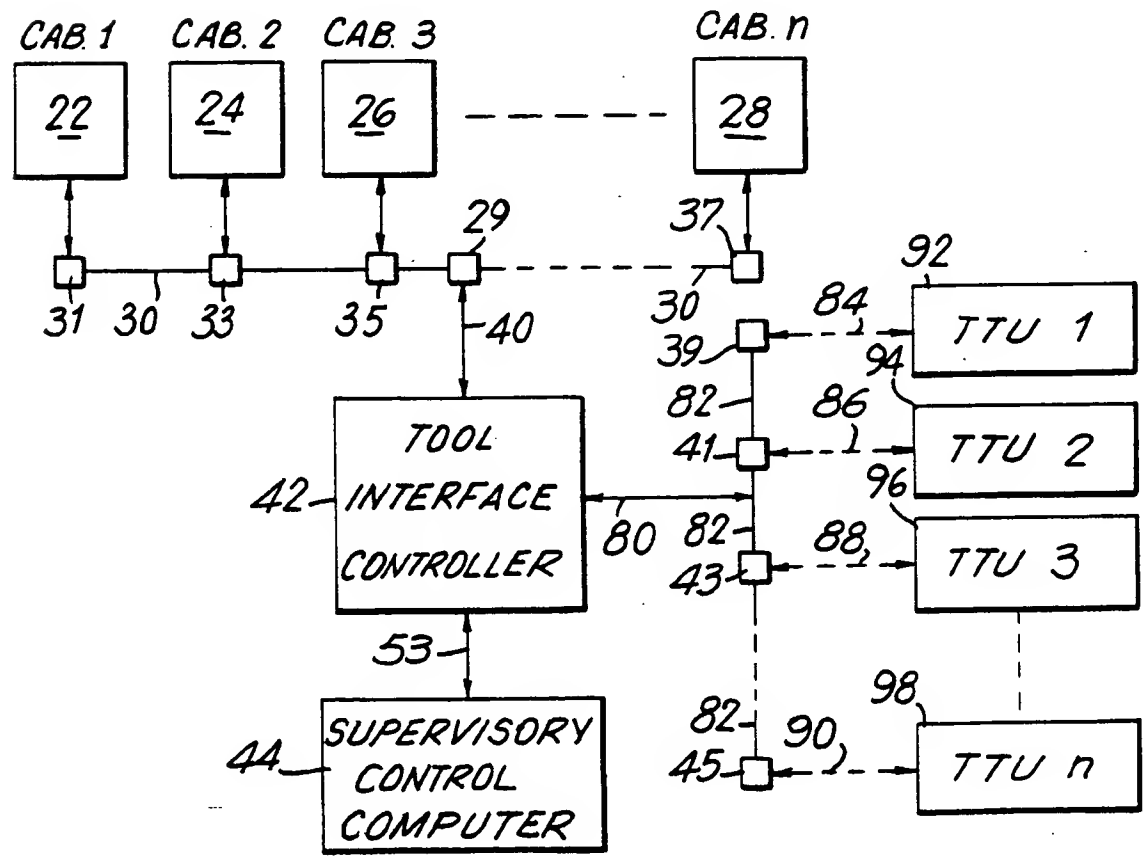 CAB. 1 CAB. 2 CAB. 3 CAB. n
22 24 26 28
29 37
31 30 33 35 40 30
92
84 TTU 1
39
94
82 86
41 TTU 2
TOOL
INTERFACE
CONTROLLER
42
80
96
82 88
43 TTU 3
53
98
82 90
45 TTU n
44
SUPERVISORY
CONTROL
COMPUTER